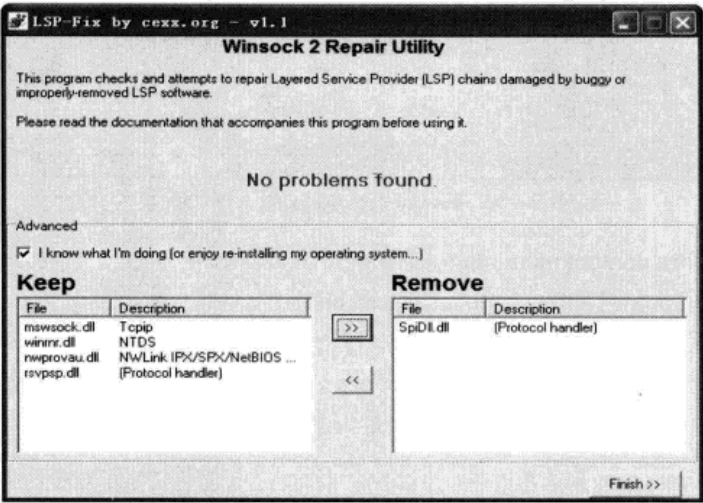 LSP-Fix by cexx.org - v1.1
Winsock 2 Repair Utility
This program checks and attempts to repair Layered Service Provider (LSP) chains damaged by buggy or
improperly-removed LSP software.
Please read the documentation that accompanies this program before using it.
No problems found.
Advanced
I know what I'm doing (or enjoy re-installing my operating system...)
Keep
File Description
mswsock.dll Tcpip
winrnr.dll NTDS
nwprovau.dll NWLink IPX/SPX/NetBIOS ...
rsvpsp.dll (Protocol handler)
>>
<<
Remove
File Description
SpiDll.dll (Protocol handler)
Finish >>